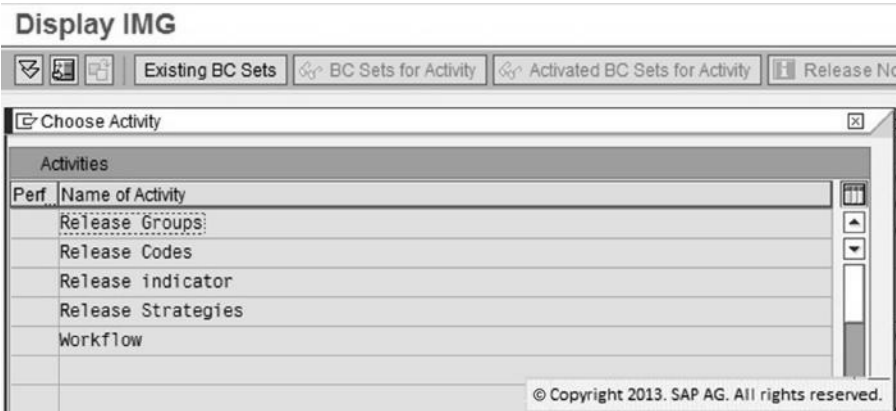 Display IMG
Existing BC Sets BC Sets for Activity Activated BC Sets for Activity Release No
Choose Activity
Activities
Perf... Name of Activity
Release Groups
Release Codes
Release indicator
Release Strategies
Workflow
© Copyright 2013. SAP AG. All rights reserved.